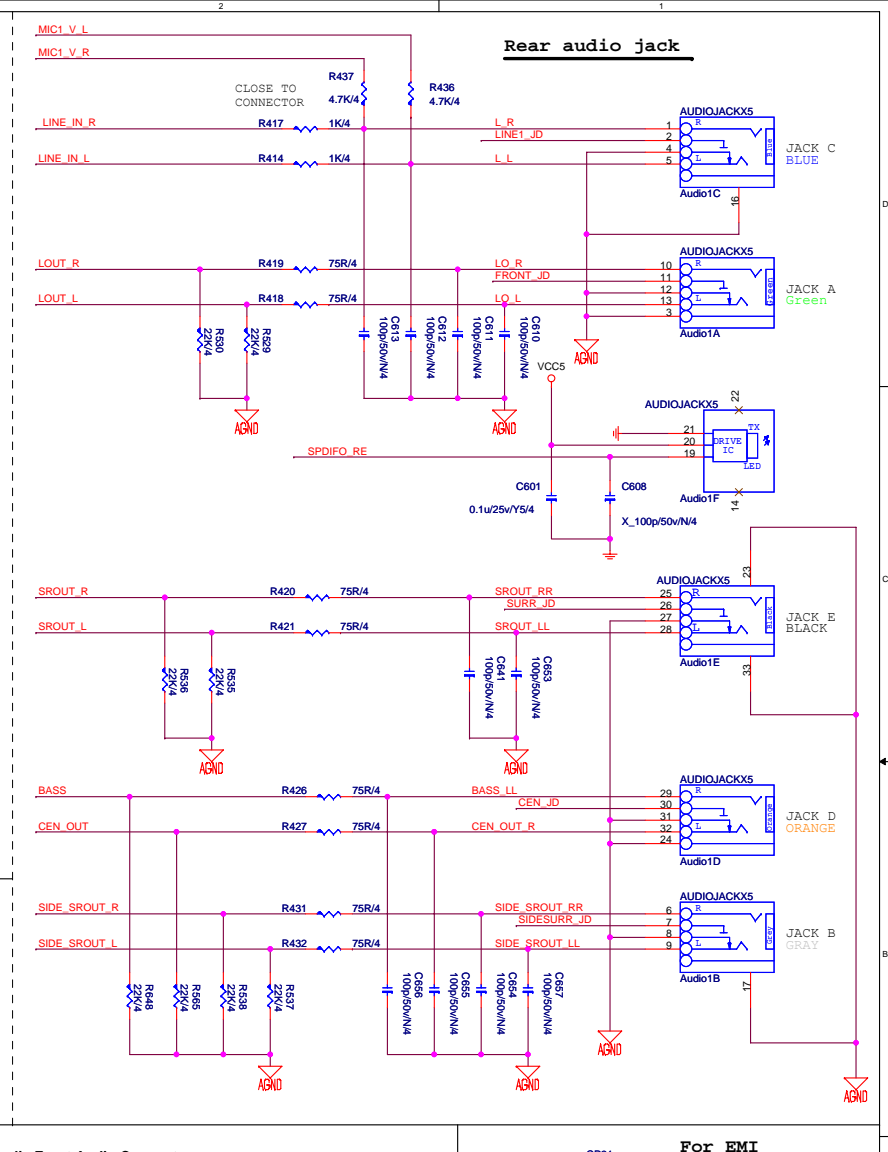 2
1
MIC1_V_L
MIC1_V_R
Rear audio jack
CLOSE TO
CONNECTOR
R437
4.7K/4
R436
4.7K/4
AUDIOJACKX5
LINE_IN_R
R417
1K/4
L_R
LINE1_JD
1
2
4
5
R
L
Blue
JACK C
BLUE
LINE_IN_L
R414
1K/4
L_L
Audio1C
16
D
AUDIOJACKX5
LOUT_R
R419
75R/4
LO_R
FRONT_JD
10
11
12
13
3
R
L
Green
JACK A
Green
LOUT_L
R418
75R/4
LO_L
Audio1A
R530
22K/4
R529
22K/4
C613
100p/50v/N/4
C612
100p/50v/N/4
C611
100p/50v/N/4
C610
100p/50v/N/4
AGND
AGND
AGND
VCC5
AUDIOJACKX5
22
21
20
19
DRIVE
IC
TX
LED
SPDIFO_RE
Audio1F
14
C601
0.1u/25v/Y5/4
C608
X_100p/50v/N/4
23
C
AUDIOJACKX5
SROUT_R
R420
75R/4
SROUT_RR
SURR_JD
25
26
27
28
R
L
Black
JACK E
BLACK
SROUT_L
R421
75R/4
SROUT_LL
Audio1E
33
R536
22K/4
R535
22K/4
C641
100p/50v/N/4
C653
100p/50v/N/4
AGND
AGND
AUDIOJACKX5
BASS
R426
75R/4
BASS_LL
CEN_JD
29
30
31
32
24
R
L
Orange
JACK D
ORANGE
CEN_OUT
R427
75R/4
CEN_OUT_R
Audio1D
AUDIOJACKX5
SIDE_SROUT_R
R431
75R/4
SIDE_SROUT_RR
SIDESURR_JD
6
7
8
9
R
L
Grey
JACK B
GRAY
SIDE_SROUT_L
R432
75R/4
SIDE_SROUT_LL
Audio1B
17
B
R648
22K/4
R565
22K/4
R538
22K/4
R537
22K/4
C656
100p/50v/N/4
C655
100p/50v/N/4
C654
100p/50v/N/4
C657
100p/50v/N/4
AGND
AGND
AGND
AGND
For EMI